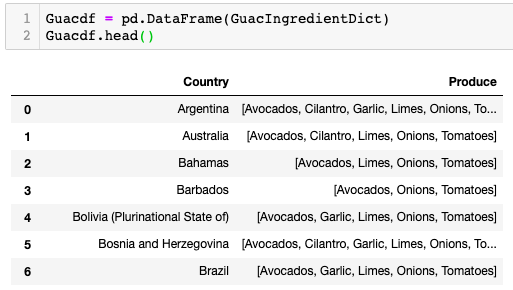 1 Guacdf = pd.DataFrame(GuacIngredientDict)
2 Guacdf.head()
Country Produce
0 Argentina [Avocados, Cilantro, Garlic, Limes, Onions, To...
1 Australia [Avocados, Cilantro, Limes, Onions, Tomatoes]
2 Bahamas [Avocados, Limes, Onions, Tomatoes]
3 Barbados [Avocados, Onions, Tomatoes]
4 Bolivia (Plurinational State of) [Avocados, Garlic, Limes, Onions, Tomatoes]
5 Bosnia and Herzegovina [Avocados, Cilantro, Garlic, Limes, Onions, To...
6 Brazil [Avocados, Garlic, Limes, Onions, Tomatoes]